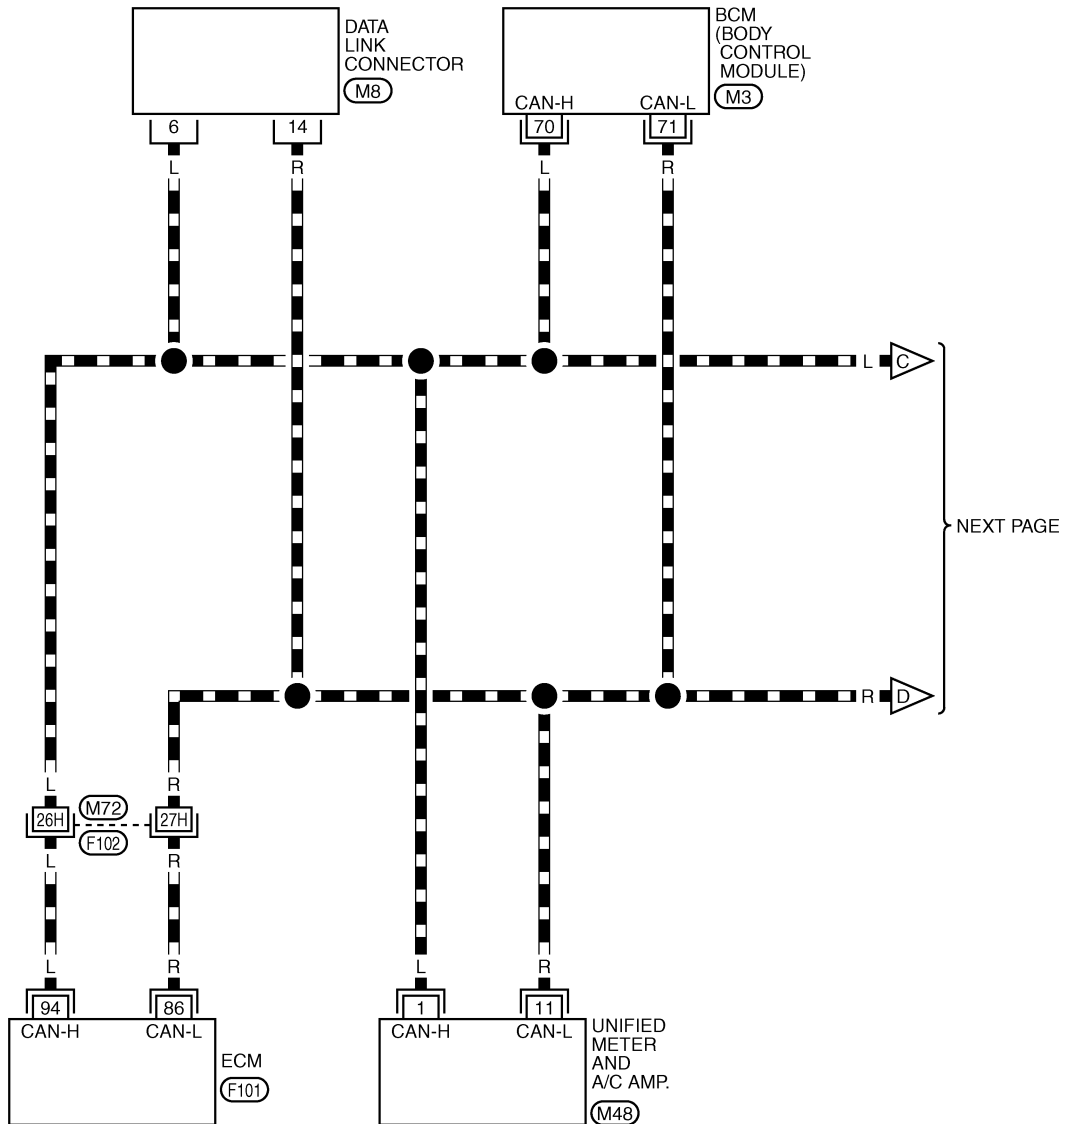 DATA
LINK
CONNECTOR
M8
BCM
(BODY
CONTROL
MODULE)
M3
CAN-H CAN-L
6 14 70 71
L R L R
L C
NEXT PAGE
R D
L R
26H M72 27H
F102
L R
L R L R
94 86 1 11
CAN-H CAN-L CAN-H CAN-L
ECM
F101
UNIFIED
METER
AND
A/C AMP.
M48